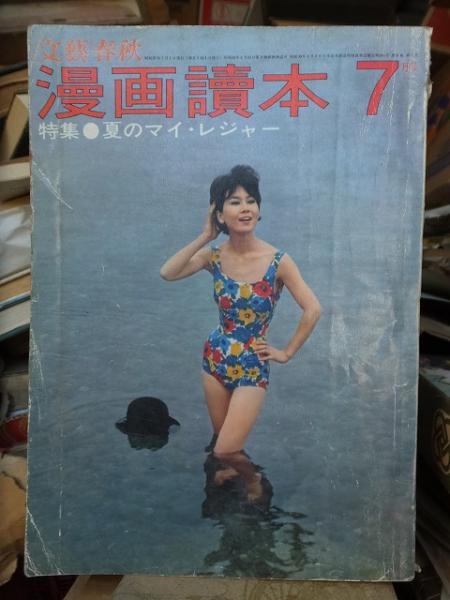 文藝春秋
漫画讀本 7月号
特集●夏のマイ・レジャー